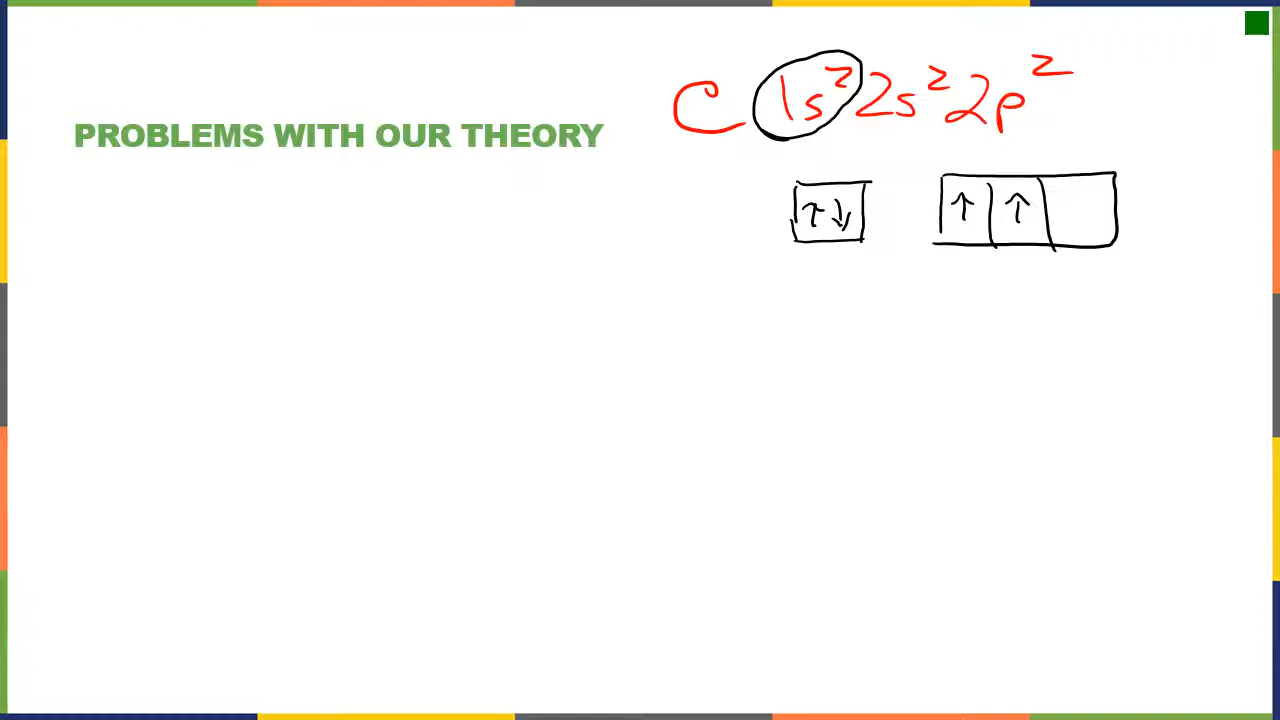 C 1s² 2s² 2p²
PROBLEMS WITH OUR THEORY
↑↓ ↑ ↑